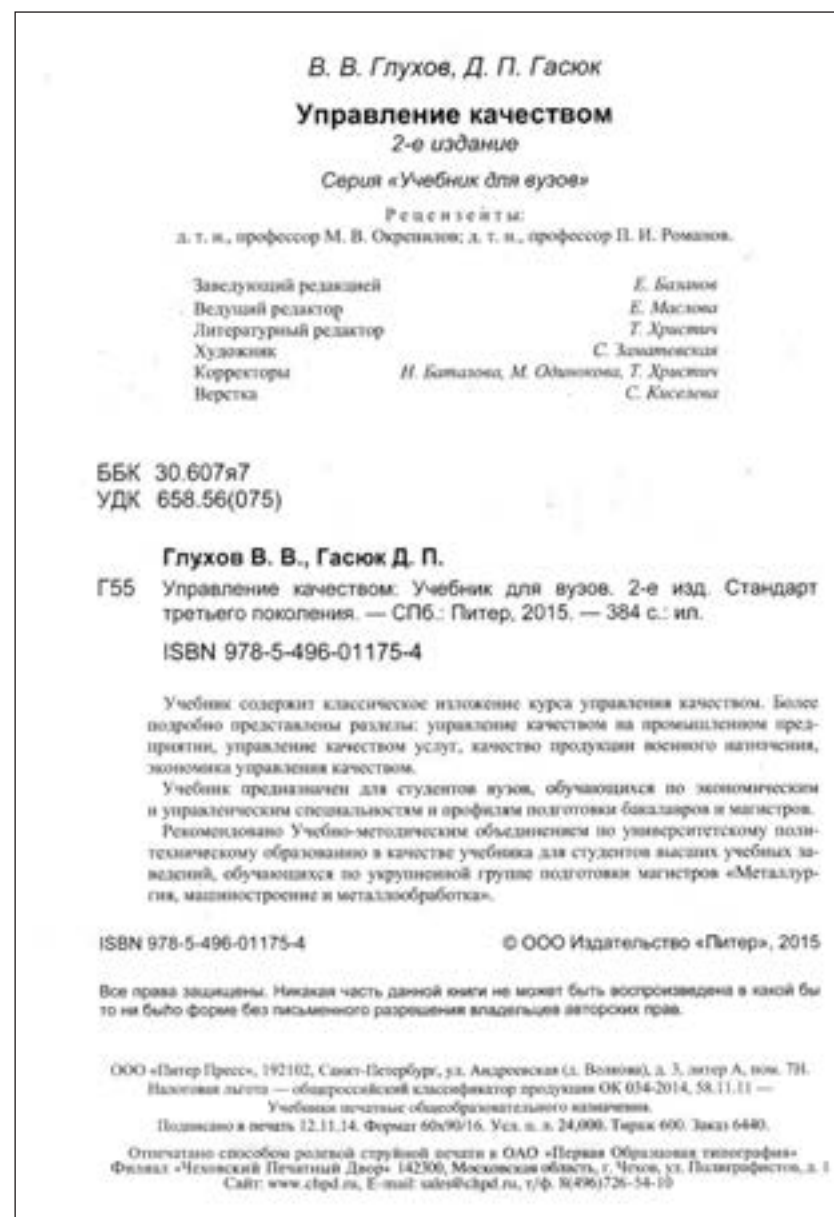 В. В. Глухов, Д. П. Гасюк
Управление качеством
2-е издание
Серия «Учебник для вузов»
Рецензенты:
д. т. н., профессор М. В. Окрепилов; д. т. н., профессор П. И. Романов.
Заведующий редакцией Е. Базанов
Ведущий редактор Е. Маслова
Литературный редактор Т. Христич
Художник С. Заматевская
Корректоры Н. Баталова, М. Одинокова, Т. Христич
Верстка С. Киселева
ББК 30.607я7
УДК 658.56(075)
Глухов В. В., Гасюк Д. П.
Г55 Управление качеством: Учебник для вузов. 2-е изд. Стандарт
третьего поколения. — СПб.: Питер, 2015. — 384 с.: ил.
ISBN 978-5-496-01175-4
Учебник содержит классическое изложение курса управления качеством. Более
подробно представлены разделы: управление качеством на промышленном пред-
приятии, управление качеством услуг, качество продукции военного назначения,
экономика управления качеством.
Учебник предназначен для студентов вузов, обучающихся по экономическим
и управленческим специальностям и профилям подготовки бакалавров и магистров.
Рекомендовано Учебно-методическим объединением по университетскому поли-
техническому образованию в качестве учебника для студентов высших учебных за-
ведений, обучающихся по укрупненной группе подготовки магистров «Металлур-
гия, машиностроение и металлообработка».
ISBN 978-5-496-01175-4 © ООО Издательство «Питер», 2015
Все права защищены. Никакая часть данной книги не может быть воспроизведена в какой бы
то ни было форме без письменного разрешения владельцев авторских прав.
ООО «Питер Пресс», 192102, Санкт-Петербург, ул. Андреевская (д. Волкова), д. 3, литер А, пом. 7Н.
Налоговая льгота — общероссийский классификатор продукции ОК 034-2014, 58.11.11 —
Учебники печатные общеобразовательного назначения.
Подписано в печать 12.11.14. Формат 60х90/16. Усл. п. л. 24,000. Тираж 600. Заказ 6440.
Отпечатано способом ролевой струйной печати в ОАО «Первая Образцовая типография»
Филиал «Чеховский Печатный Двор» 142300, Московская область, г. Чехов, ул. Полиграфистов, д. 1
Сайт: www.chpd.ru, E-mail: sales@chpd.ru, т/ф. 8(496)726-54-10